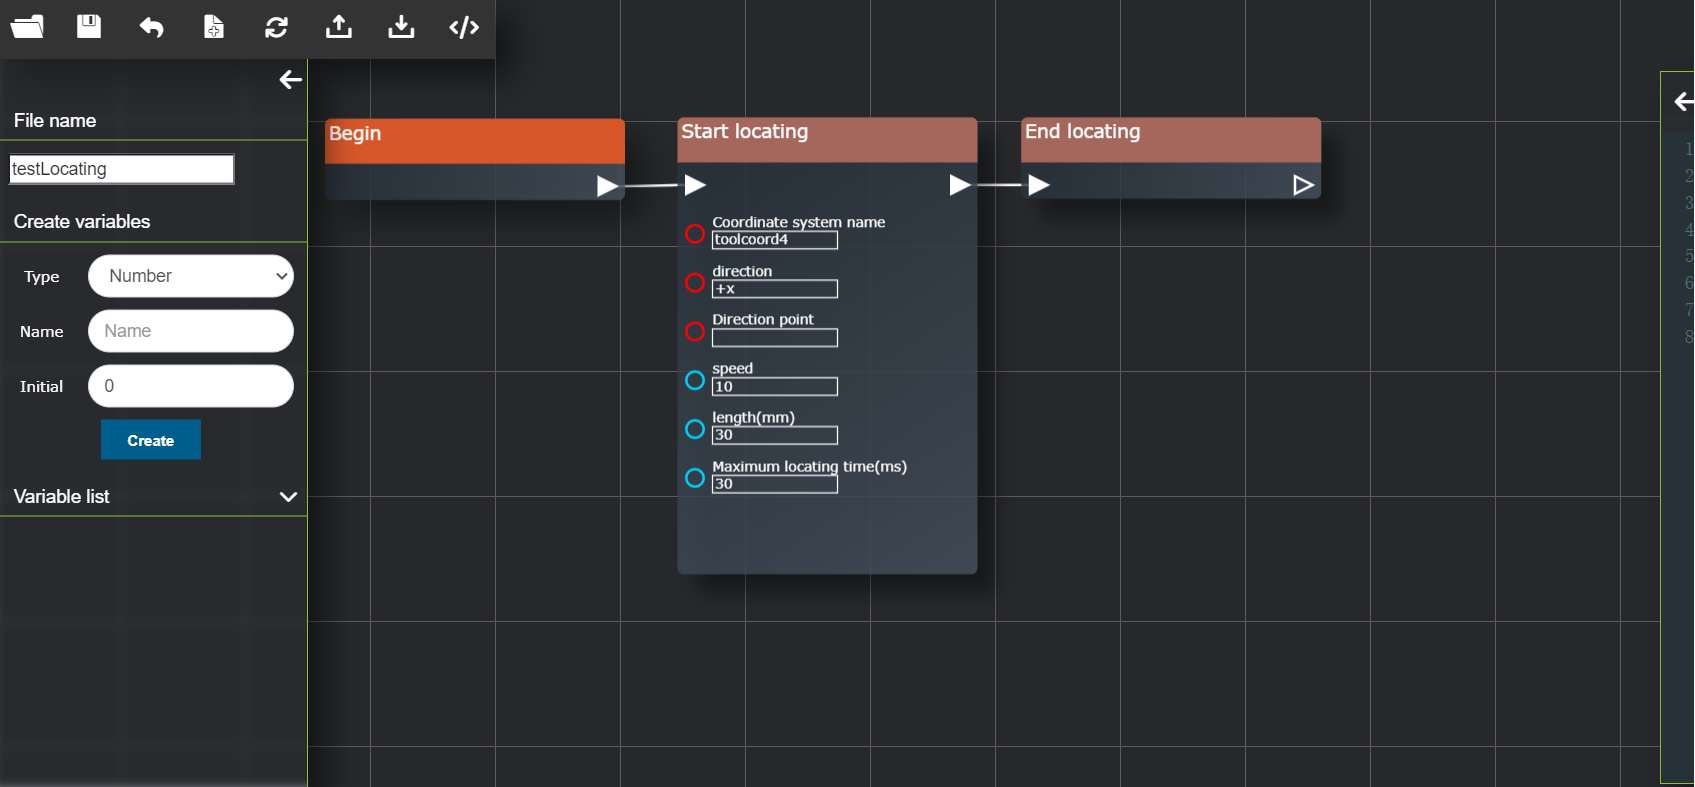 File name
testLocating
Create variables
Type Number
Name Name
Initial 0
Create
Variable list
Begin
Start locating
Coordinate system name
toolcoord4
direction
+x
Direction point
speed
10
length(mm)
30
Maximum locating time(ms)
30
End locating
1
2
3
4
5
6
7
8